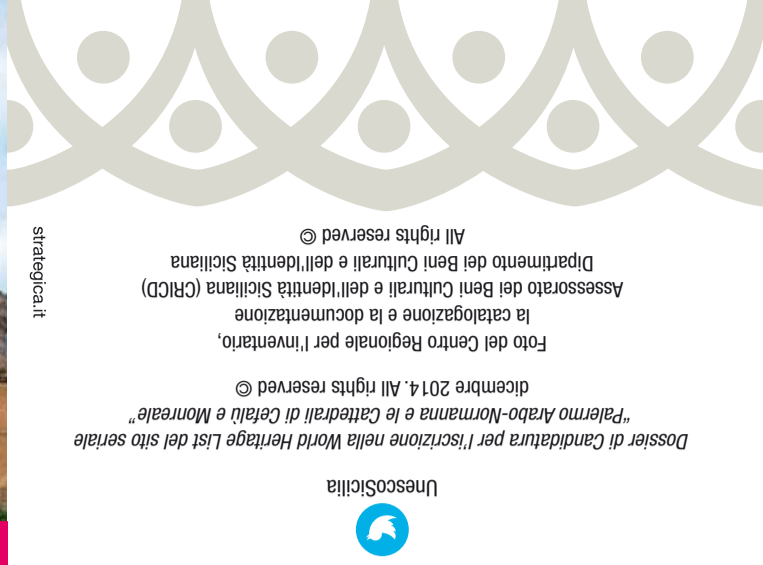 UnescoSicilia
Dossier di Candidatura per l'iscrizione nella World Heritage List del sito seriale
"Palermo Arabo-Normanna e le Cattedrali di Cefalù e Monreale"
dicembre 2014. All rights reserved ©
Foto del Centro Regionale per l'inventario,
la catalogazione e la documentazione
Assessorato dei Beni Culturali e dell'Identità Siciliana (CRICD)
Dipartimento dei Beni Culturali e dell'Identità Siciliana
All rights reserved ©
strategica.it